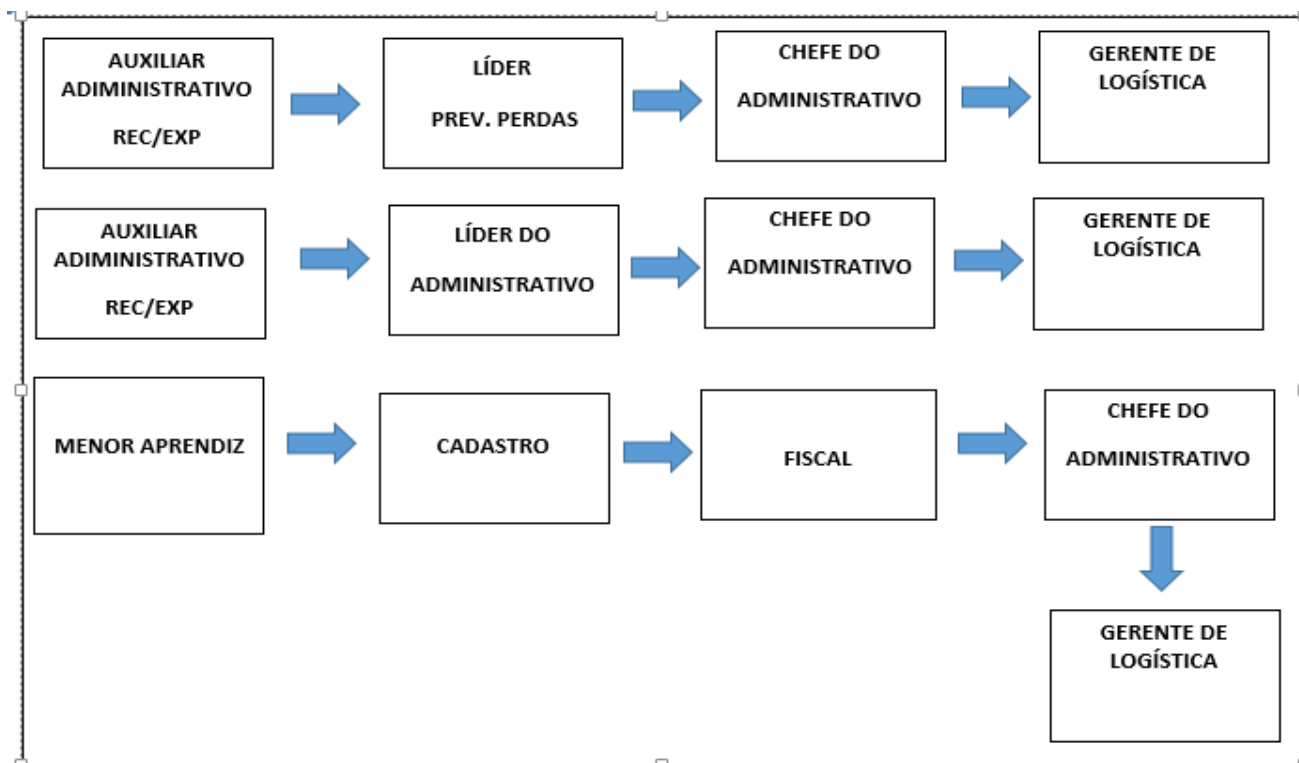 AUXILIAR
ADIMINISTRATIVO
REC/EXP
LÍDER
PREV. PERDAS
CHEFE DO
ADMINISTRATIVO
GERENTE DE
LOGÍSTICA
AUXILIAR
ADIMINISTRATIVO
REC/EXP
LÍDER DO
ADMINISTRATIVO
CHEFE DO
ADMINISTRATIVO
GERENTE DE
LOGÍSTICA
MENOR APRENDIZ
CADASTRO
FISCAL
CHEFE DO
ADMINISTRATIVO
GERENTE DE
LOGÍSTICA